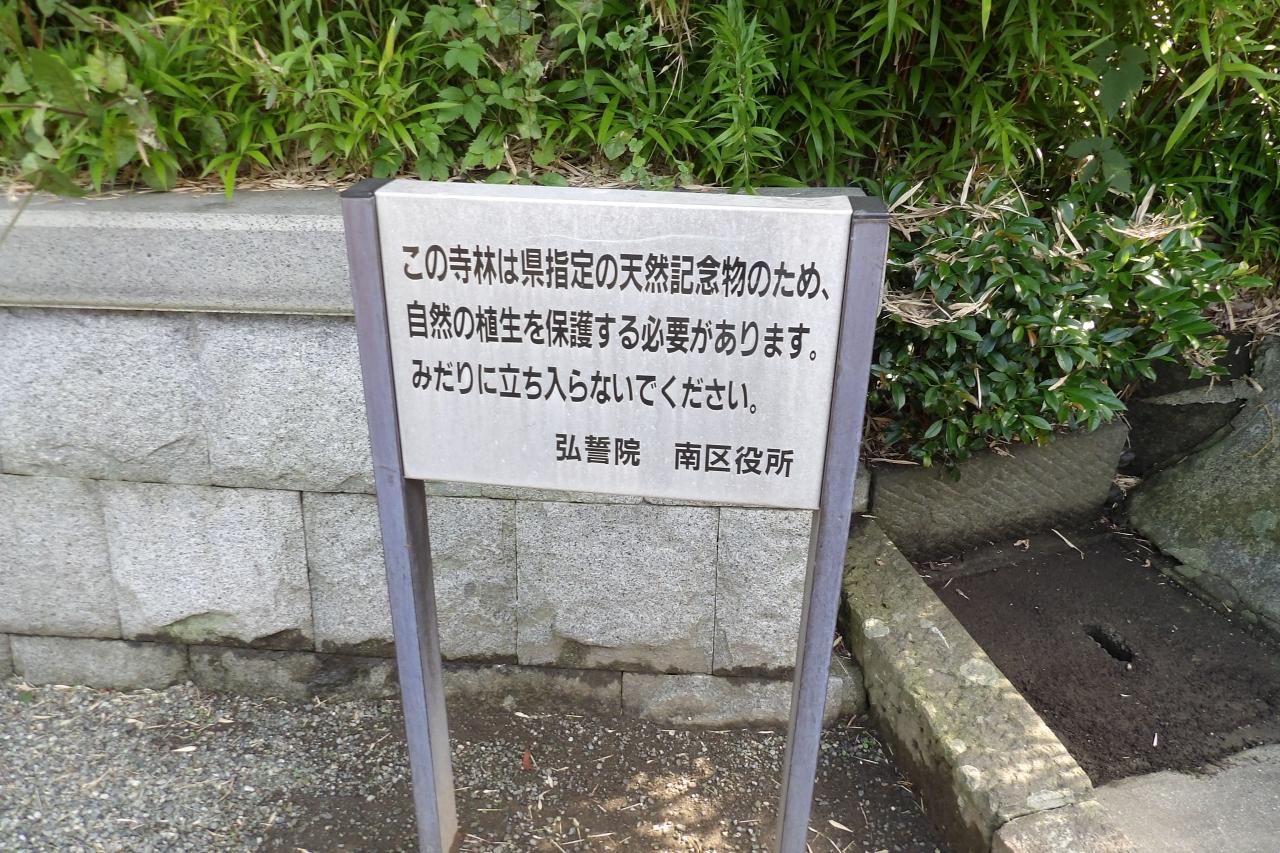 この寺林は県指定の天然記念物のため、
自然の植生を保護する必要があります。
みだりに立ち入らないでください。
弘誓院　南区役所